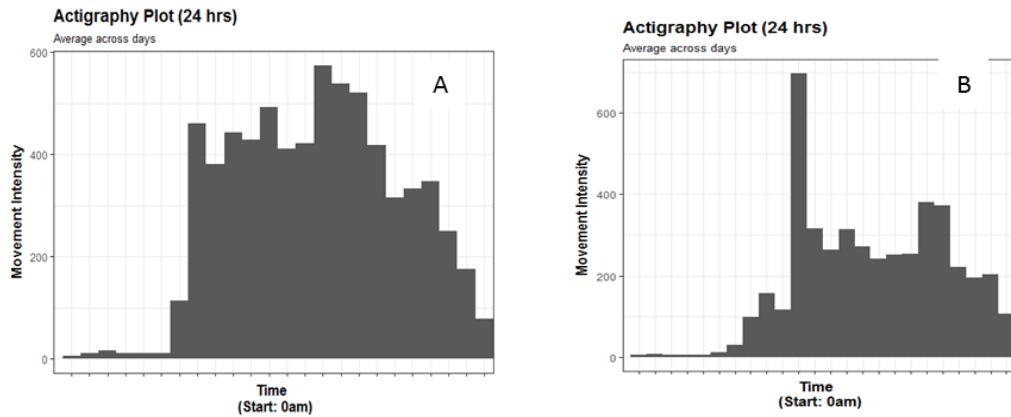 Actigraphy Plot (24 hrs)
Average across days
A
600
400
200
0
Movement Intensity
Time
(Start: 0am)
Actigraphy Plot (24 hrs)
Average across days
B
600
400
200
0
Movement Intensity
Time
(Start: 0am)